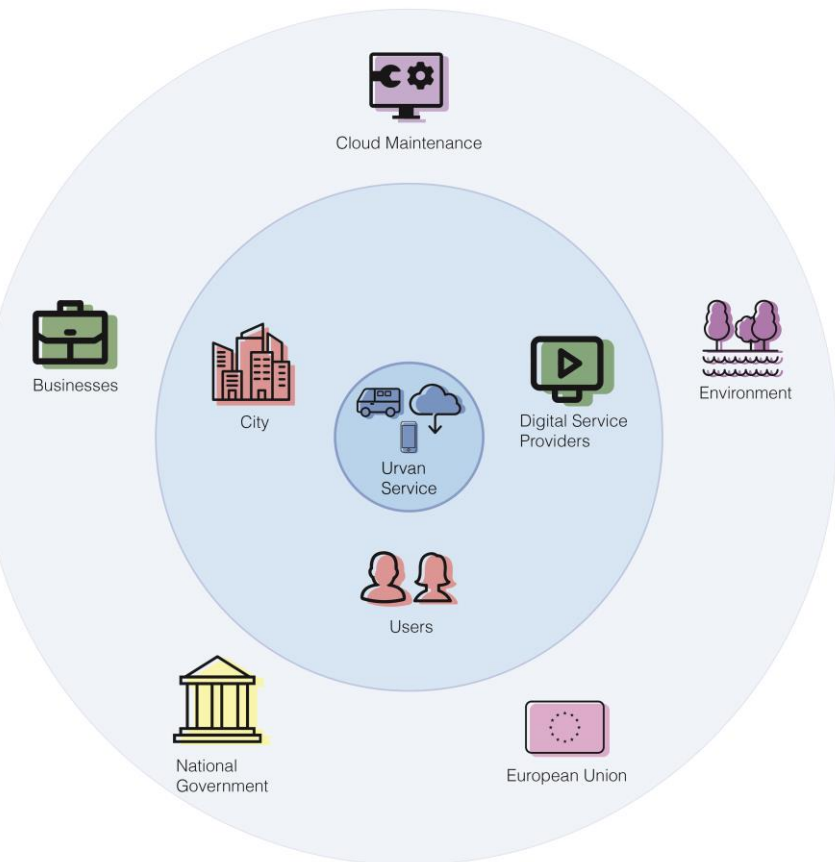 Cloud Maintenance
Businesses
City
Digital Service
Providers
Environment
Urvan
Service
Users
National
Government
European Union